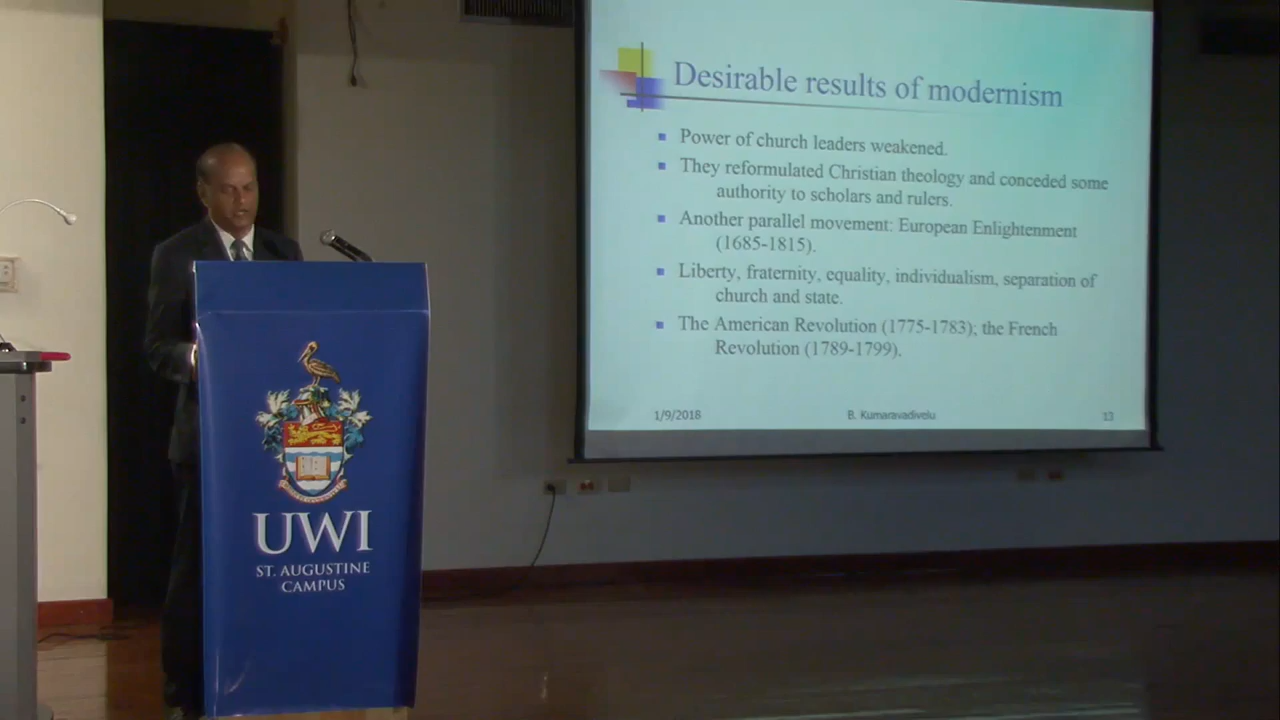 Desirable results of modernism
Power of church leaders weakened.
They reformulated Christian theology and conceded some
authority to scholars and rulers.
Another parallel movement: European Enlightenment
(1685-1815).
Liberty, fraternity, equality, individualism, separation of
church and state.
The American Revolution (1775-1783); the French
Revolution (1789-1799).
1/9/2018 B. Kumaravadivelu 13
UWI
ST. AUGUSTINE
CAMPUS